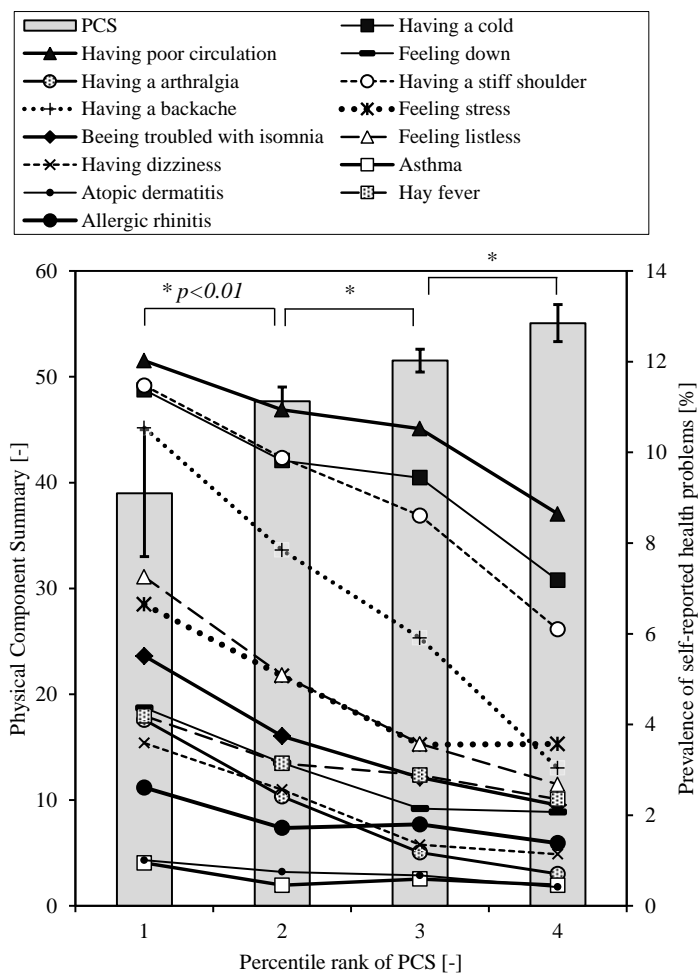 PCS
Having a cold
Having poor circulation
Feeling down
Having a arthralgia
Having a stiff shoulder
Having a backache
Feeling stress
Beeing troubled with isomnia
Feeling listless
Having dizziness
Asthma
Atopic dermatitis
Hay fever
Allergic rhinitis
60
50
40
30
20
10
0
Physical Component Summary [-]
* p<0.01
*
*
14
12
10
8
6
4
2
0
Prevalence of self-reported health problems [%]
1
2
3
4
Percentile rank of PCS [-]